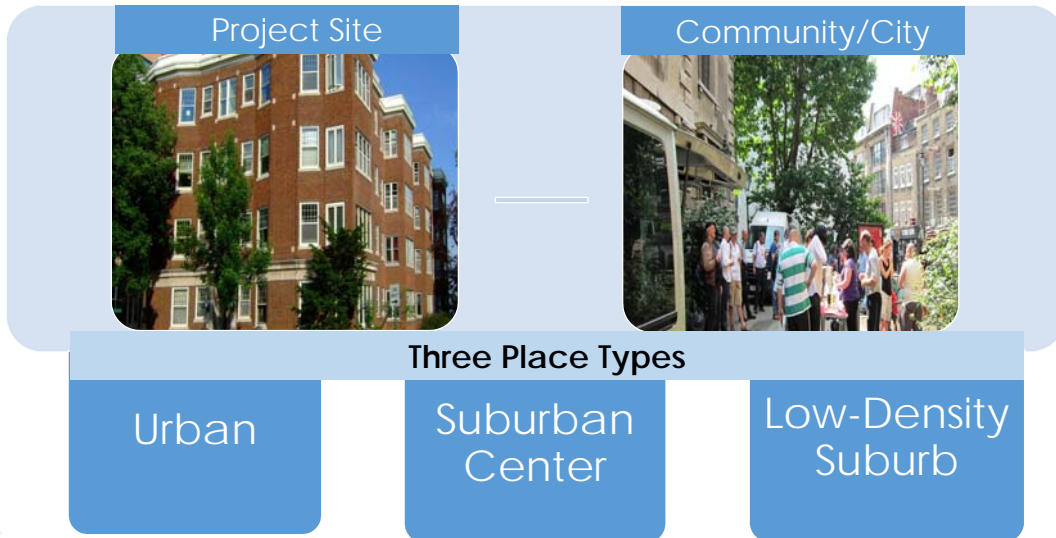 Project Site
Community/City
Three Place Types
Urban
Suburban
Center
Low-Density
Suburb